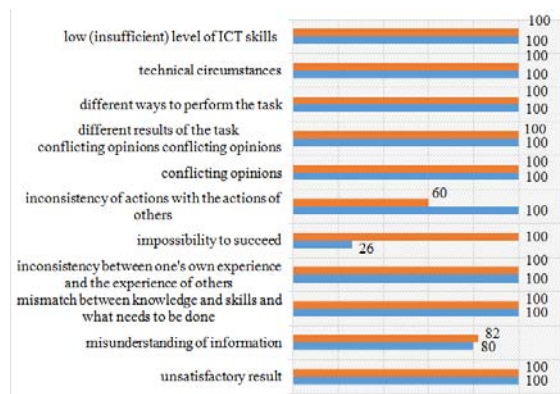 100
low (insufficient) level of ICT skills
100
100
technical circumstances
100
100
different ways to perform the task
100
different results of the task
100
conflicting opinions conflicting opinions
100
100
conflicting opinions
100
inconsistency of actions with the actions of
60
others
100
impossibility to succeed
100
26
inconsistency between one's own experience
100
and the experience of others
100
mismatch between knowledge and skills and
100
what needs to be done
100
misunderstanding of information
82
80
unsatisfactory result
100
100